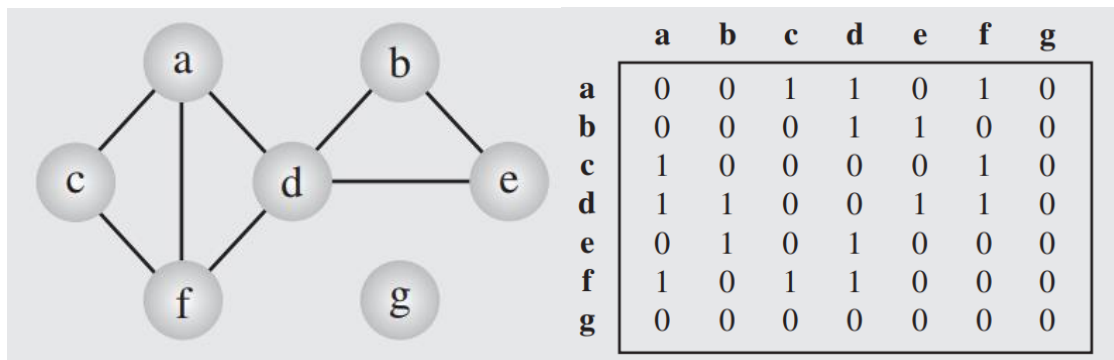 a
b
c
d
e
f
g
a b c d e f g
a 0 0 1 1 0 1 0
b 0 0 0 1 1 0 0
c 1 0 0 0 0 1 0
d 1 1 0 0 1 1 0
e 0 1 0 1 0 0 0
f 1 0 1 1 0 0 0
g 0 0 0 0 0 0 0